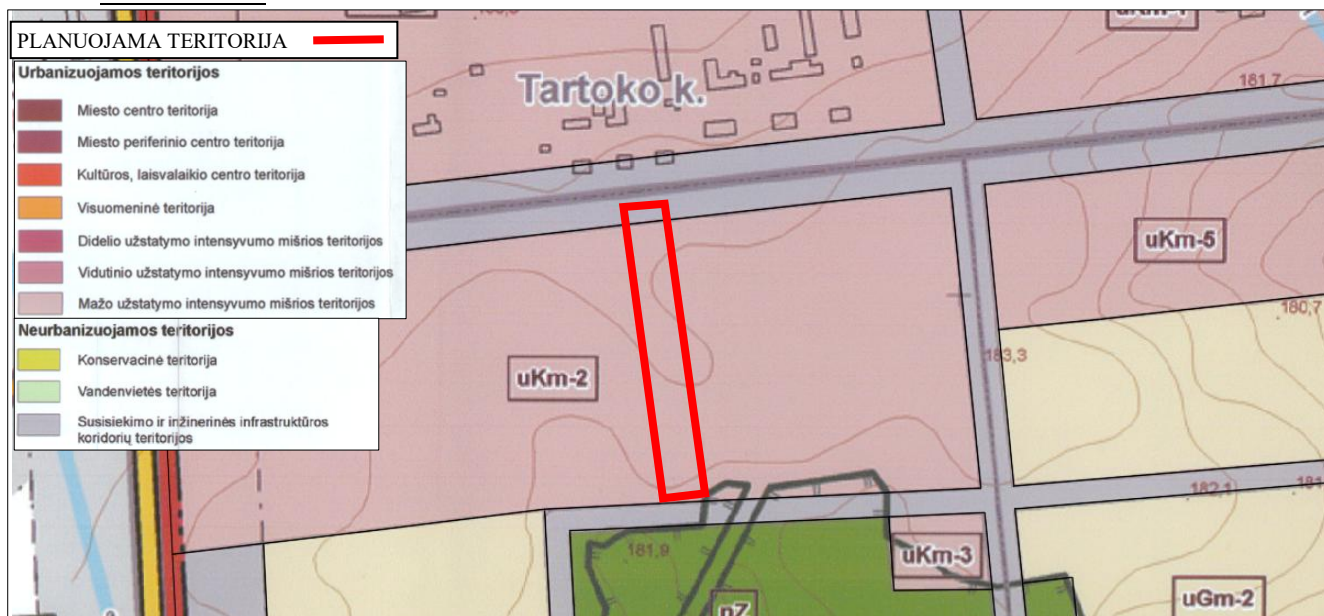 PLANUOJAMA TERITORIJA
Urbanizuojamos teritorijos
Miesto centro teritorija
Miesto periferinio centro teritorija
Kultūros, laisvalaikio centro teritorija
Visuomeninė teritorija
Didelio užstatymo intensyvumo mišrios teritorijos
Vidutinio užstatymo intensyvumo mišrios teritorijos
Mažo užstatymo intensyvumo mišrios teritorijos
Neurbanizuojamos teritorijos
Konservacinė teritorija
Vandenvietės teritorija
Susisiekimo ir inžinerinės infrastruktūros
koridorių teritorijos
Tartoko k.
181,7
uKm-5
180,7
183,3
uKm-2
182,1
181,9
uKm-3
uGm-2
nZ